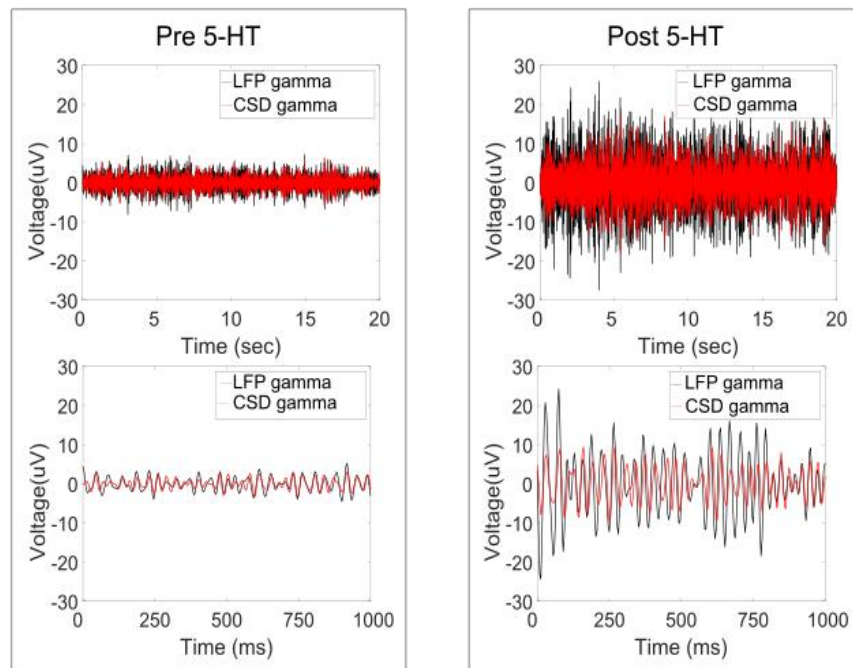 Pre 5-HT
30
20
10
0
-10
-20
-30
Voltage(uV)
LFP gamma
CSD gamma
0 5 10 15 20
Time (sec)
30
20
10
0
-10
-20
-30
Voltage(uV)
LFP gamma
CSD gamma
0 250 500 750 1000
Time (ms)
Post 5-HT
30
20
10
0
-10
-20
-30
Voltage(uV)
LFP gamma
CSD gamma
0 5 10 15 20
Time (sec)
30
20
10
0
-10
-20
-30
Voltage(uV)
LFP gamma
CSD gamma
0 250 500 750 1000
Time (ms)